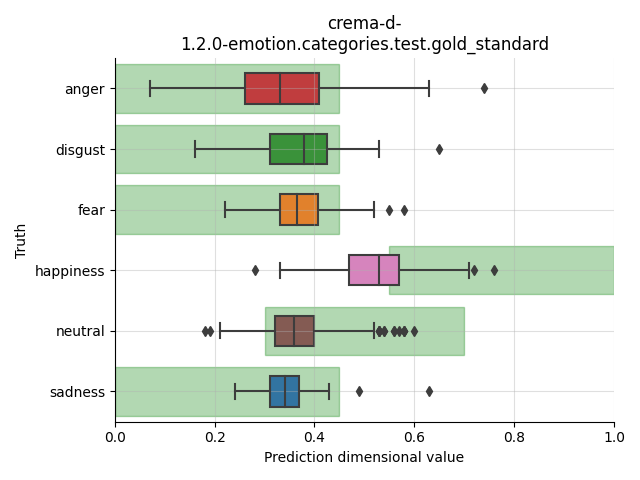 crema-d-
1.2.0-emotion.categories.test.gold_standard
anger
disgust
fear
happiness
neutral
sadness
Truth
0.0 0.2 0.4 0.6 0.8 1.0
Prediction dimensional value